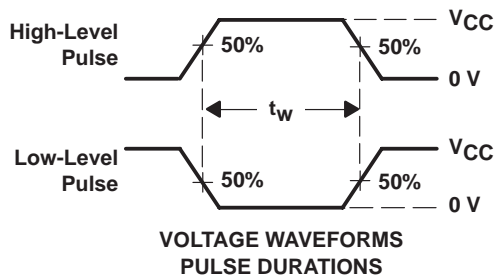 High-Level
Pulse
50%
50%
VCC
0 V
tw
Low-Level
Pulse
50%
50%
VCC
0 V
VOLTAGE WAVEFORMS
PULSE DURATIONS